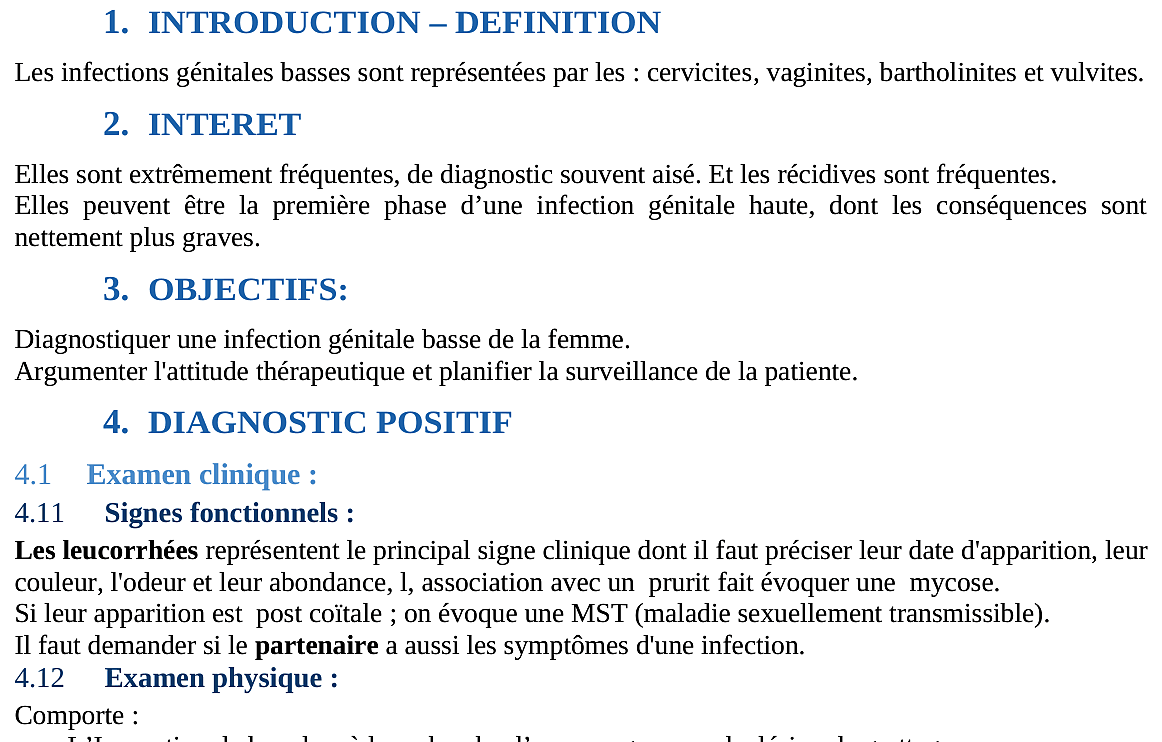 1. INTRODUCTION – DEFINITION
Les infections génitales basses sont représentées par les : cervicites, vaginites, bartholinites et vulvites.
2. INTERET
Elles sont extrêmement fréquentes, de diagnostic souvent aisé. Et les récidives sont fréquentes.
Elles peuvent être la première phase d’une infection génitale haute, dont les conséquences sont
nettement plus graves.
3. OBJECTIFS:
Diagnostiquer une infection génitale basse de la femme.
Argumenter l'attitude thérapeutique et planifier la surveillance de la patiente.
4. DIAGNOSTIC POSITIF
4.1 Examen clinique :
4.11 Signes fonctionnels :
Les leucorrhées représentent le principal signe clinique dont il faut préciser leur date d'apparition, leur
couleur, l'odeur et leur abondance, l, association avec un prurit fait évoquer une mycose.
Si leur apparition est post coïtale ; on évoque une MST (maladie sexuellement transmissible).
Il faut demander si le partenaire a aussi les symptômes d'une infection.
4.12 Examen physique :
Comporte :